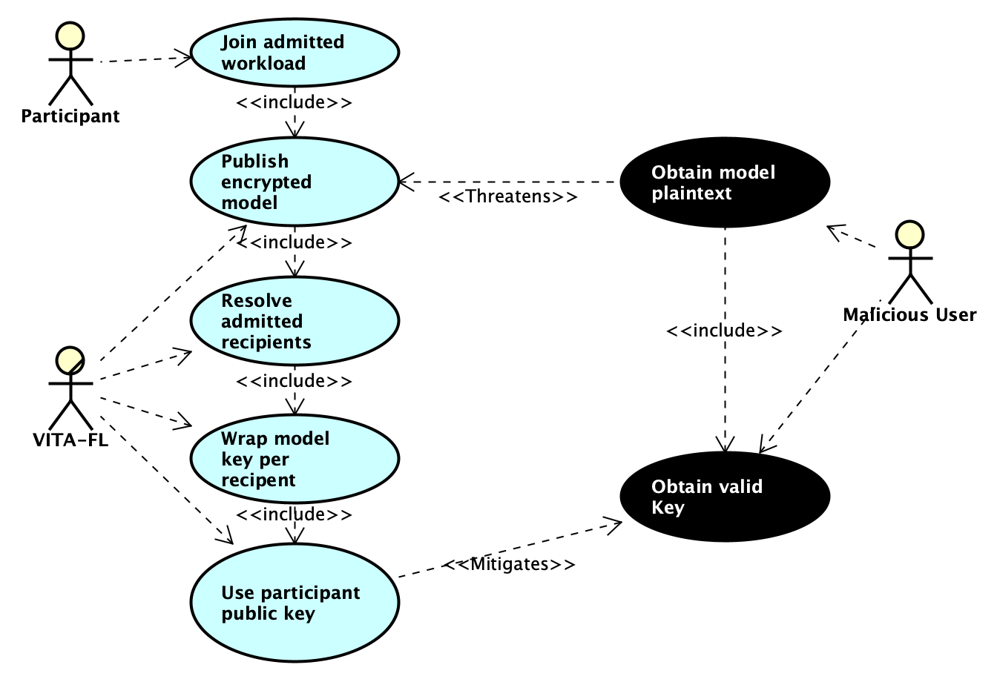 Join admitted
workload
Participant
<<include>>
Publish
encrypted
model
<<Threatens>>
Obtain model
plaintext
<<include>>
Resolve
admitted
recipients
Malicious User
<<include>>
<<include>>
VITA-FL
Wrap model
key per
recipent
<<include>>
Obtain valid
Key
<<Mitigates>>
Use participant
public key